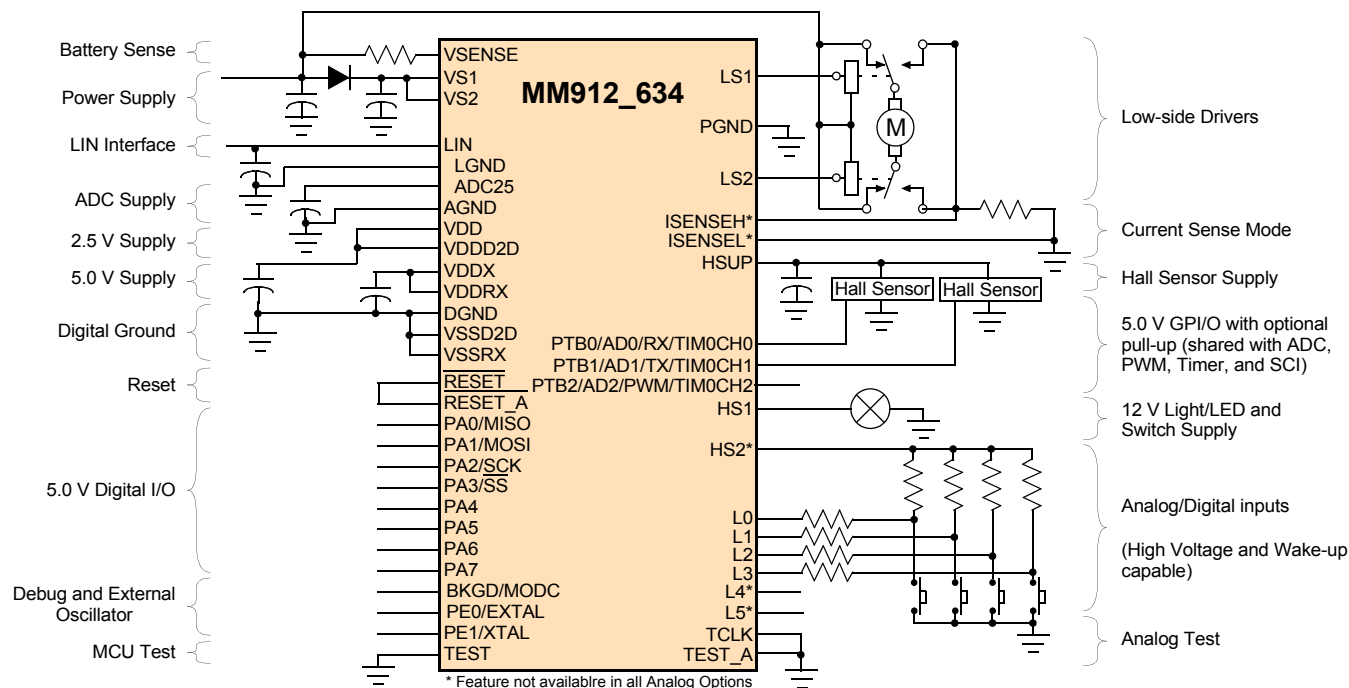 Battery Sense
Power Supply
LIN Interface
ADC Supply
2.5 V Supply
5.0 V Supply
Digital Ground
Reset
5.0 V Digital I/O
Debug and External
Oscillator
MCU Test
MM912_634
VSENSE
VS1
VS2
LIN
LGND
ADC25
AGND
VDD
VDDD2D
VDDX
VDDRX
DGND
VSSD2D
VSSRX
RESET
RESET_A
PA0/MISO
PA1/MOSI
PA2/SCK
PA3/SS
PA4
PA5
PA6
PA7
BKGD/MODC
PE0/EXTAL
PE1/XTAL
TEST
LS1
PGND
LS2
ISENSEH*
ISENSEL*
HSUP
PTB0/AD0/RX/TIM0CH0
PTB1/AD1/TX/TIM0CH1
PTB2/AD2/PWM/TIM0CH2
HS1
HS2*
L0
L1
L2
L3
L4*
L5*
TCLK
TEST_A
* Feature not availablre in all Analog Options
M
Hall Sensor
Hall Sensor
Low-side Drivers
Current Sense Mode
Hall Sensor Supply
5.0 V GPI/O with optional
pull-up (shared with ADC,
PWM, Timer, and SCI)
12 V Light/LED and
Switch Supply
Analog/Digital inputs
(High Voltage and Wake-up
capable)
Analog Test